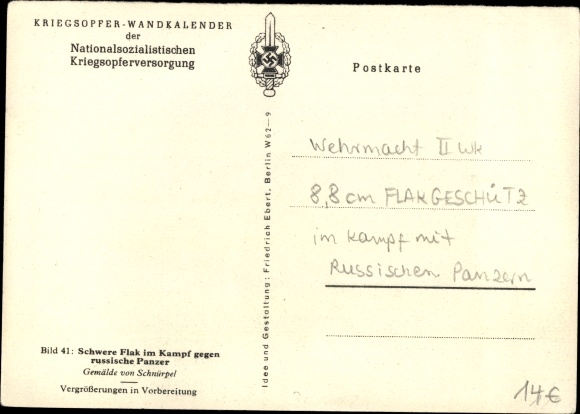 KRIEGSOPFER-WANDKALENDER
der
Nationalsozialistischen
Kriegsopferversorgung
Postkarte
Idee und Gestaltung: Friedrich Ebert, Berlin W 62—9
Wehrmacht II Wk
8,8 cm FLAKGESCHÜTZ
im Kampf mit
Russischen Panzern
Bild 41: Schwere Flak im Kampf gegen
russische Panzer
Gemälde von Schnürpel
Vergrößerungen in Vorbereitung
14€